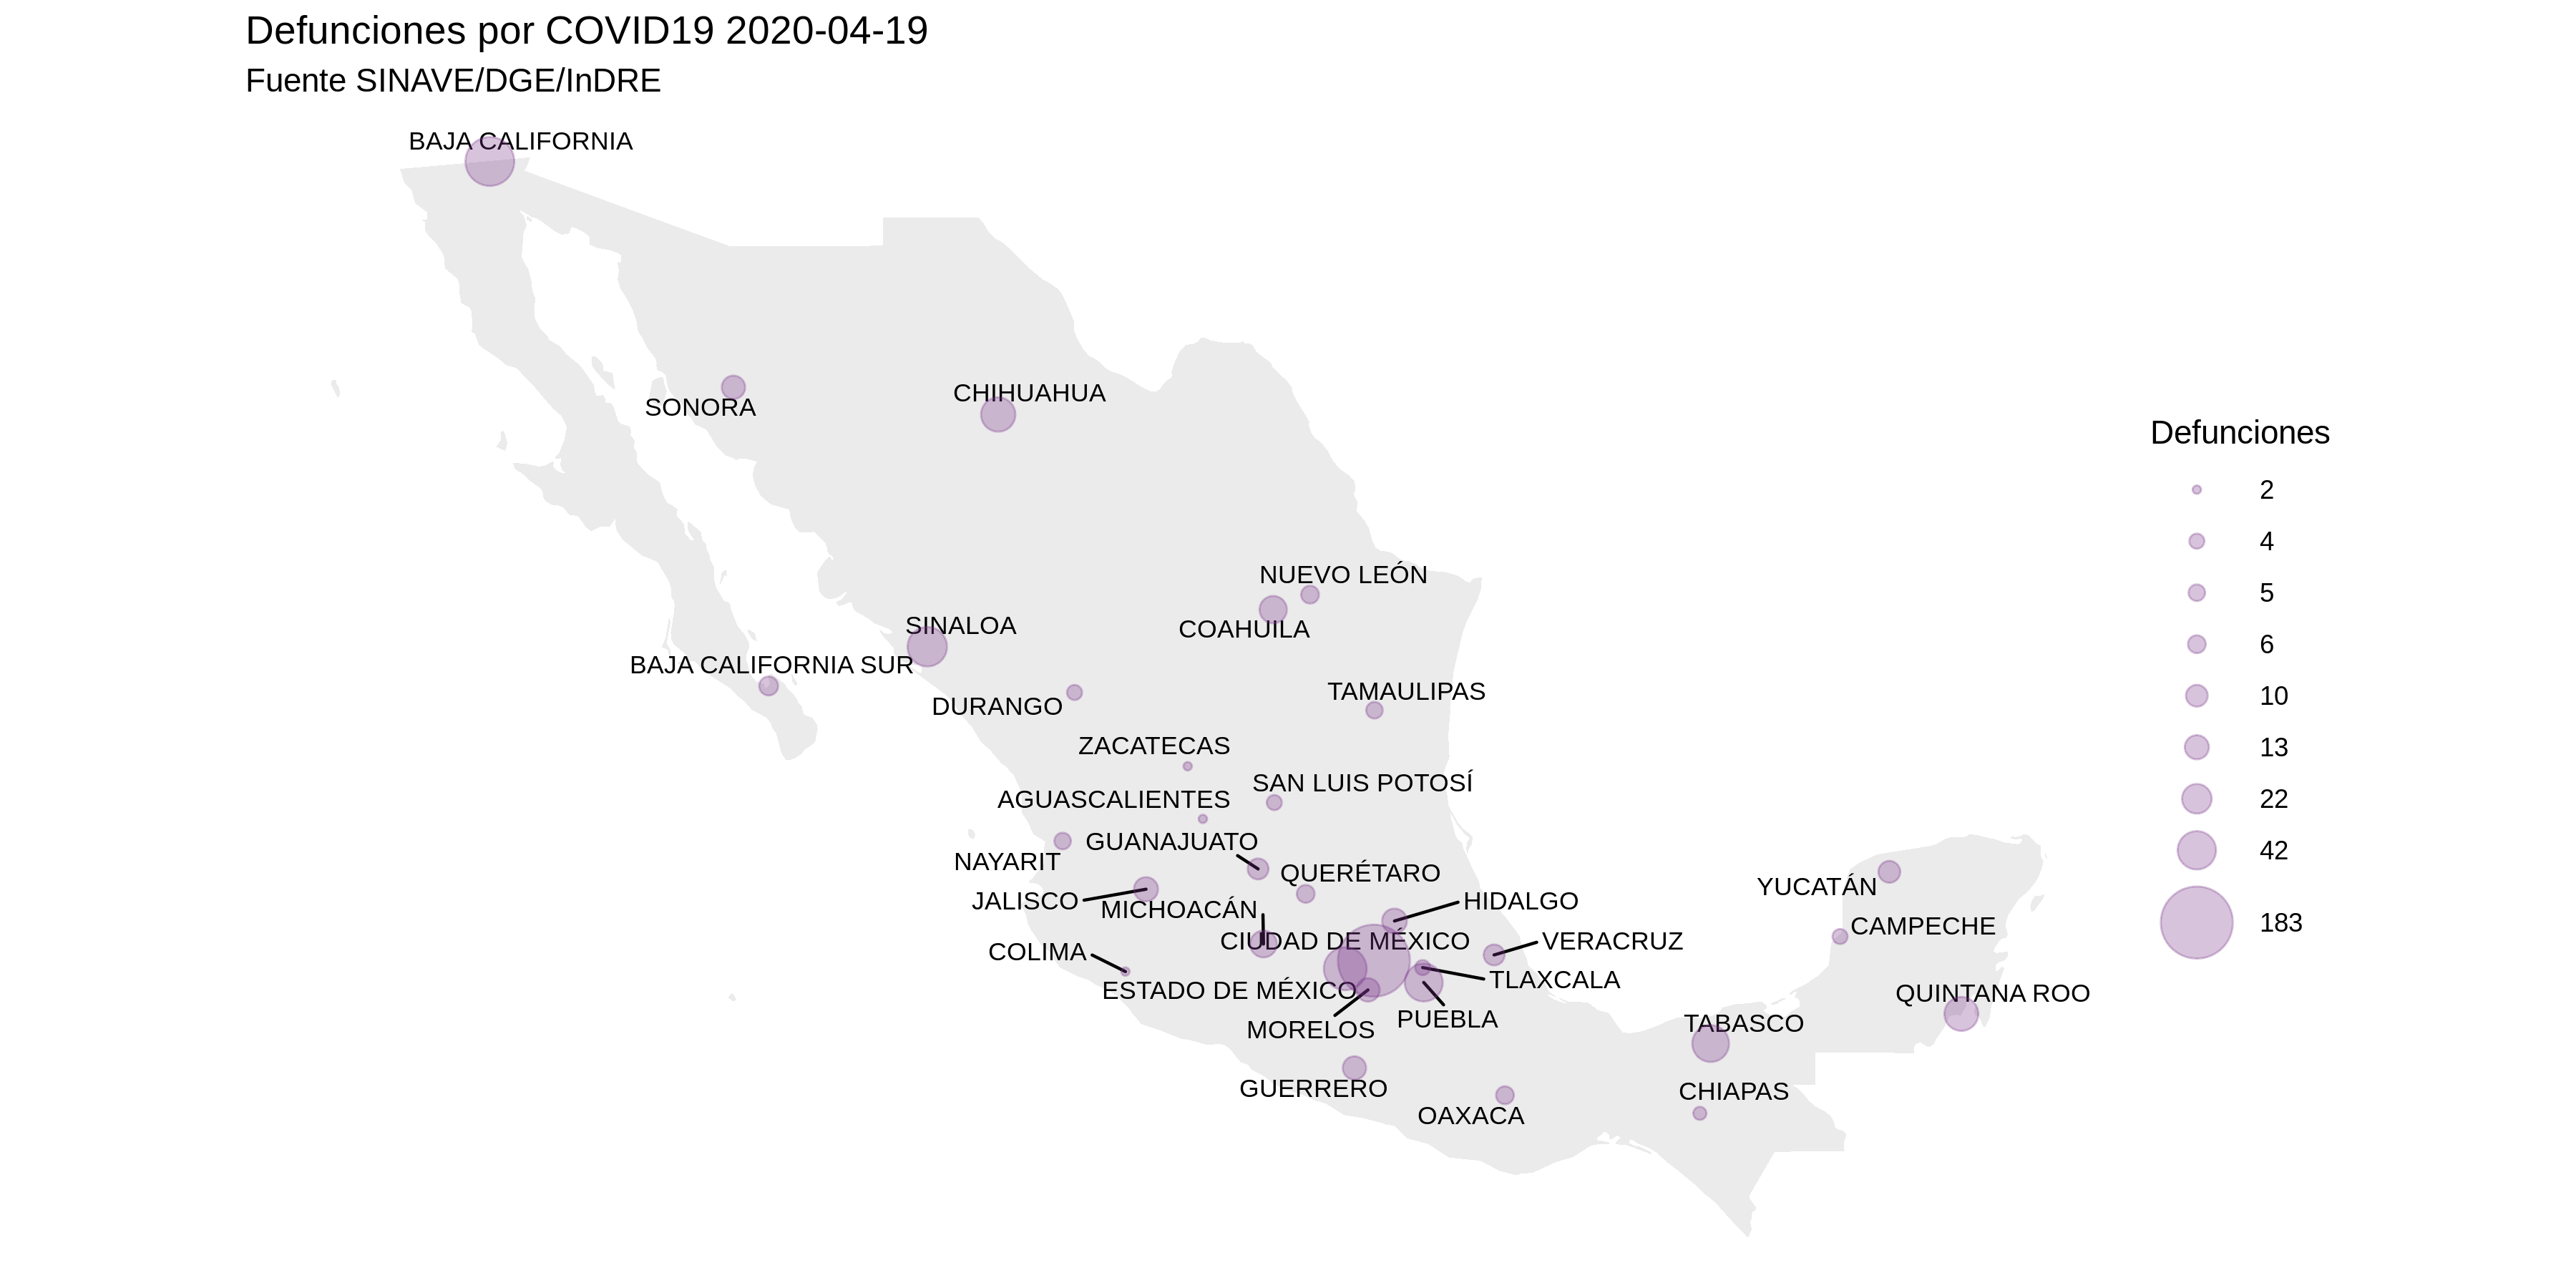 Defunciones por COVID19 2020-04-19
Fuente SINAVE/DGE/InDRE
BAJA CALIFORNIA
SONORA
CHIHUAHUA
NUEVO LEÓN
COAHUILA
SINALOA
BAJA CALIFORNIA SUR
DURANGO
TAMAULIPAS
ZACATECAS
SAN LUIS POTOSÍ
AGUASCALIENTES
GUANAJUATO
NAYARIT
QUERÉTARO
JALISCO
MICHOACÁN
HIDALGO
CIUDAD DE MÉXICO
VERACRUZ
COLIMA
TLAXCALA
ESTADO DE MÉXICO
PUEBLA
MORELOS
GUERRERO
OAXACA
YUCATÁN
CAMPECHE
QUINTANA ROO
TABASCO
CHIAPAS
Defunciones
2
4
5
6
10
13
22
42
183